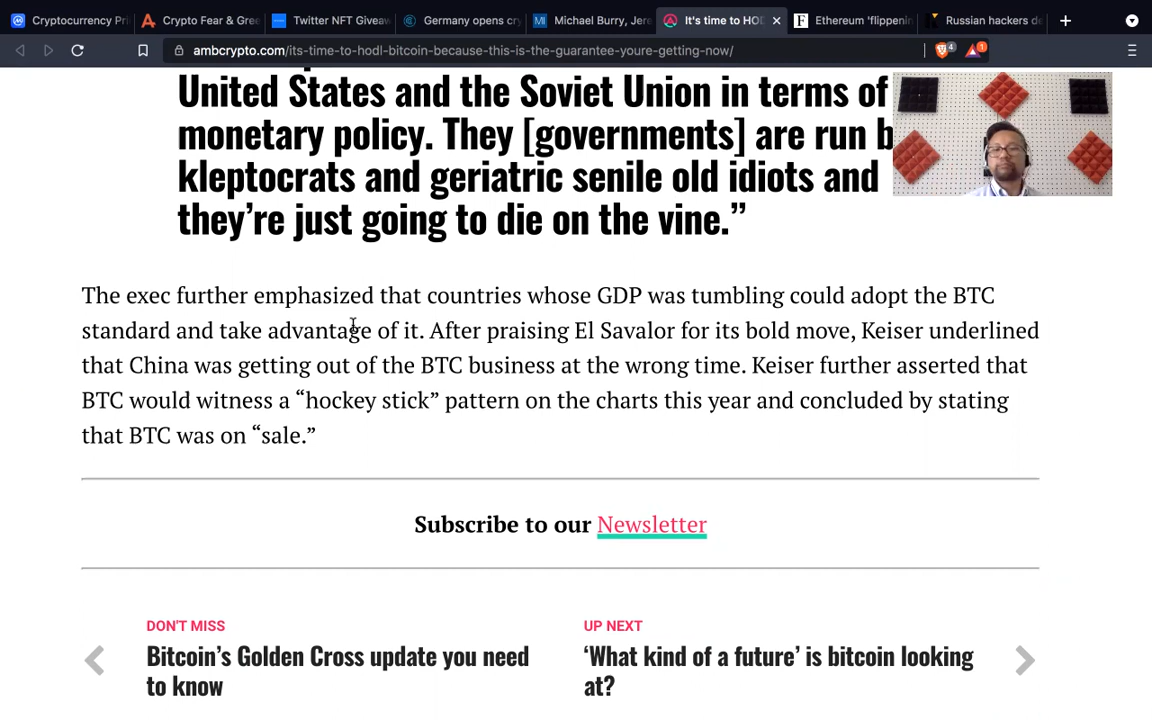 Cryptocurrency Pri
Crypto Fear & Gree
Twitter NFT Giveaw
Germany opens cry
Michael Burry, Jere
It's time to HOD
Ethereum 'flippenin
Russian hackers de
ambcrypto.com/its-time-to-hodl-bitcoin-because-this-is-the-guarantee-youre-getting-now/
4
1
United States and the Soviet Union in terms of
monetary policy. They [governments] are run b
kleptocrats and geriatric senile old idiots and
they’re just going to die on the vine.”
The exec further emphasized that countries whose GDP was tumbling could adopt the BTC
standard and take advantage of it. After praising El Savalor for its bold move, Keiser underlined
that China was getting out of the BTC business at the wrong time. Keiser further asserted that
BTC would witness a “hockey stick” pattern on the charts this year and concluded by stating
that BTC was on “sale.”
Subscribe to our Newsletter
DON'T MISS
Bitcoin’s Golden Cross update you need
to know
UP NEXT
‘What kind of a future’ is bitcoin looking
at?